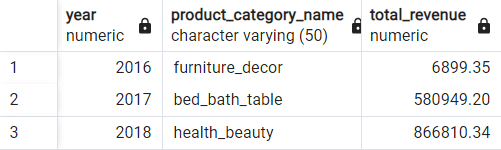 year product_category_name total_revenue
numeric character varying (50) numeric
1 2016 furniture_decor 6899.35
2 2017 bed_bath_table 580949.20
3 2018 health_beauty 866810.34